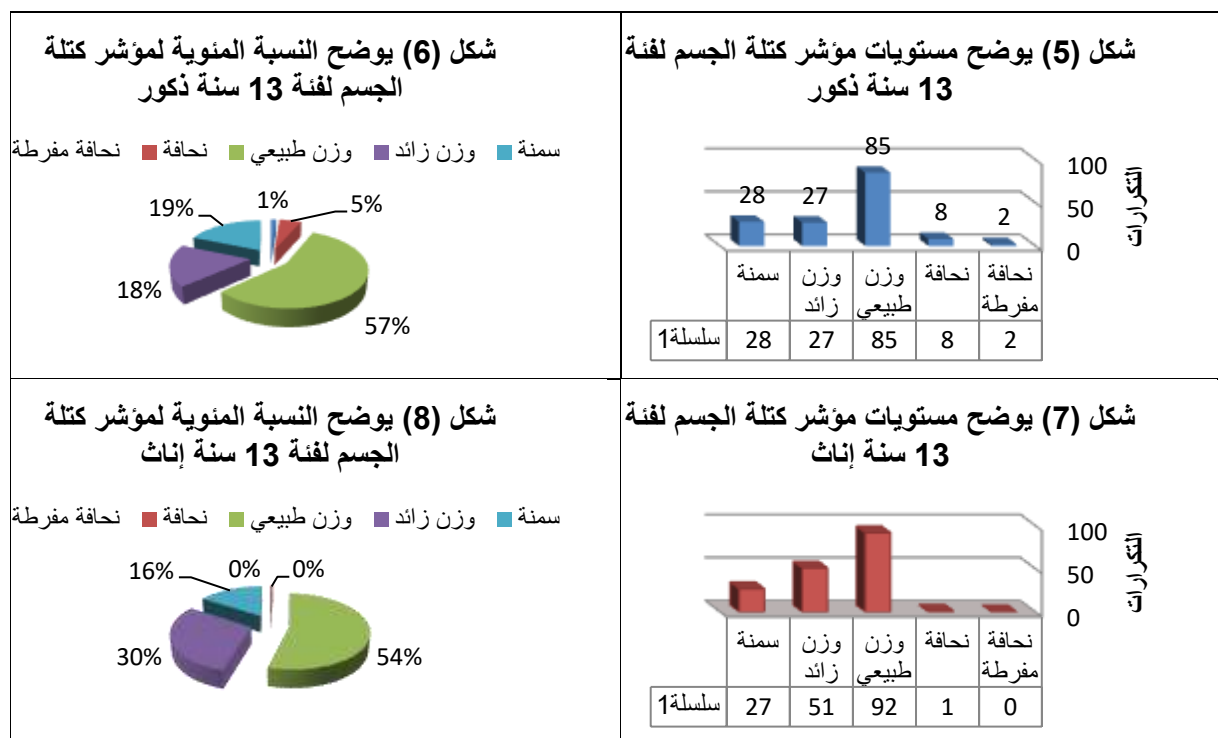 شكل (5) يوضح مستويات مؤشر كتلة الجسم لفئة
13 سنة ذكور
التكرارات
100
50
0
2
8
85
27
28
نحافة مفرطة
نحافة
وزن طبيعي
وزن زائد
سمنة
سلسلة1 28 27 85 8 2
شكل (6) يوضح النسبة المئوية لمؤشر كتلة
الجسم لفئة 13 سنة ذكور
نحافة مفرطة نحافة وزن طبيعي وزن زائد سمنة
1%
5%
57%
18%
19%
شكل (7) يوضح مستويات مؤشر كتلة الجسم لفئة
13 سنة إناث
التكرارات
100
50
0
نحافة مفرطة
نحافة
وزن طبيعي
وزن زائد
سمنة
سلسلة1 27 51 92 1 0
شكل (8) يوضح النسبة المئوية لمؤشر كتلة
الجسم لفئة 13 سنة إناث
نحافة مفرطة نحافة وزن طبيعي وزن زائد سمنة
0%
0%
54%
30%
16%